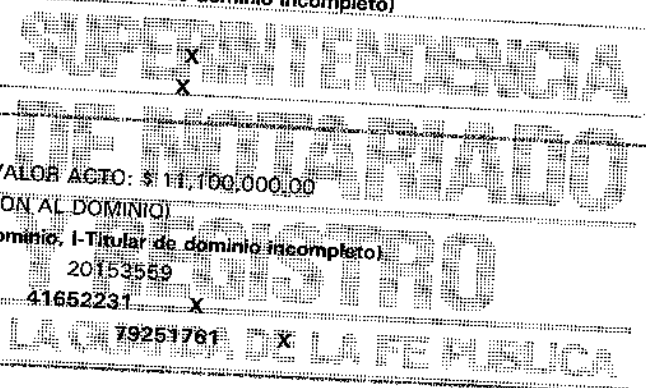 dominio incompleto)
SUPERINTENDENCIA
X
X
DE NOTARIADO
VALOR ACTO: $ 11,100,000.00
ON AL DOMINIO)
ominio, I-Titular de dominio incompleto)
Y REGISTRO
20153559
41652231 X
79251761 X
LA GUARDA DE LA FE PUBLICA